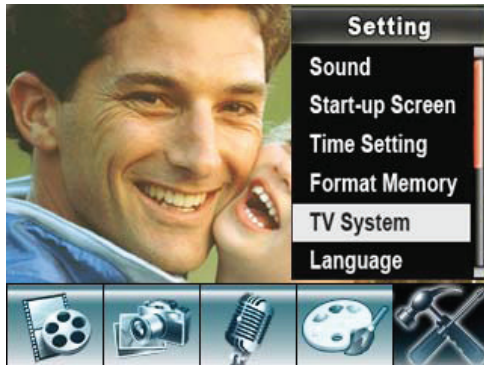 Setting
Sound
Start-up Screen
Time Setting
Format Memory
TV System
Language